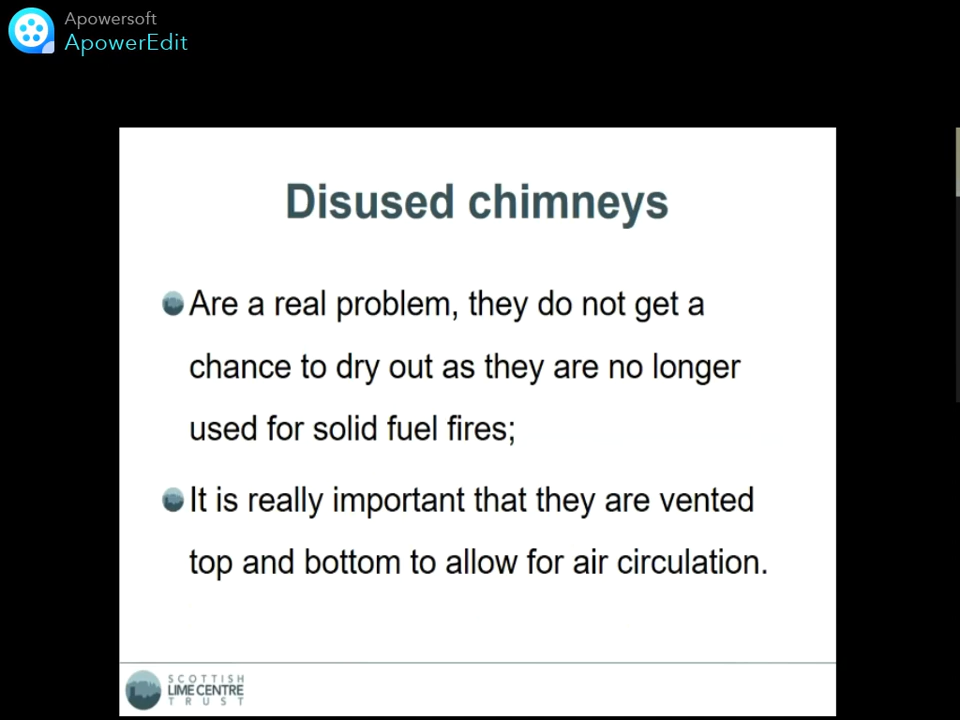 Apowersoft
ApowerEdit
Disused chimneys
Are a real problem, they do not get a
chance to dry out as they are no longer
used for solid fuel fires;
It is really important that they are vented
top and bottom to allow for air circulation.
SCOTTISH
LIME CENTRE
TRUST